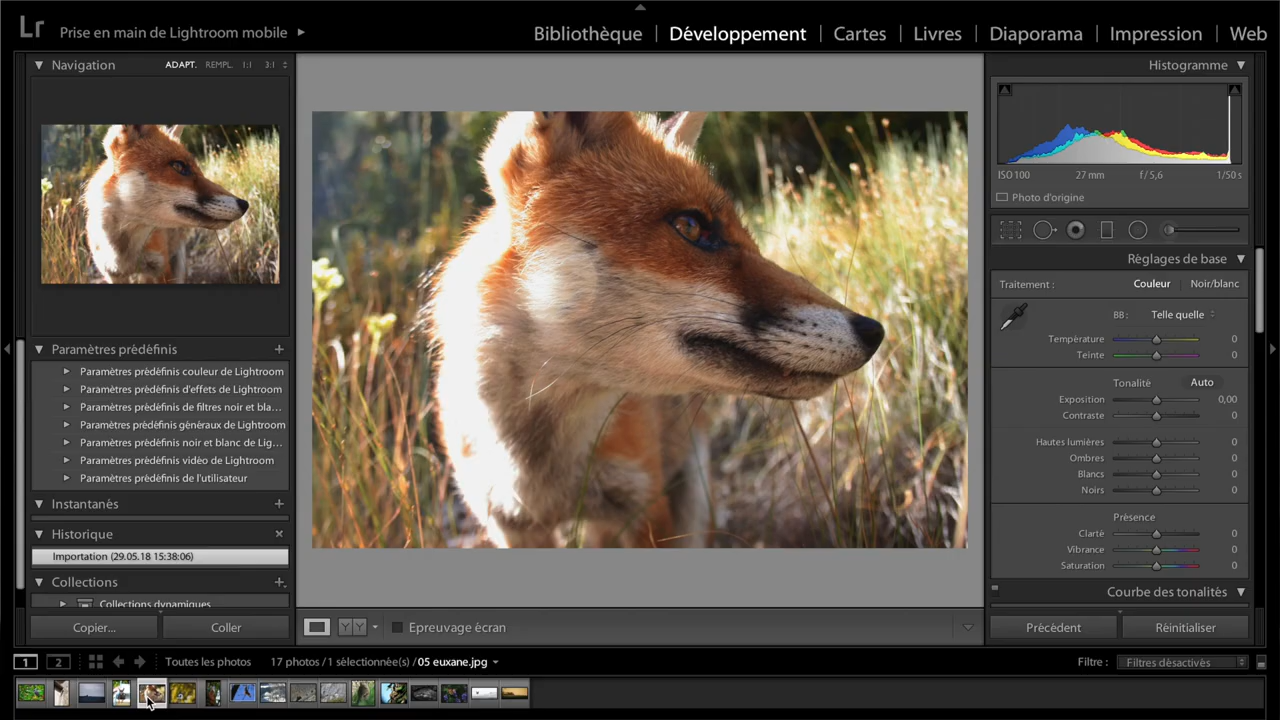 Lr Prise en main de Lightroom mobile
Bibliothèque | Développement | Cartes | Livres | Diaporama | Impression | Web
Navigation ADAPT. REMPL. 1:1 3:1
Histogramme
ISO 100 27 mm f / 5,6 1/50 s
Photo d'origine
Réglages de base
Traitement : Couleur Noir/blanc
BB : Telle quelle
Température 0
Teinte 0
Tonalité Auto
Exposition 0,00
Contraste 0
Hautes lumières 0
Ombres 0
Blancs 0
Noirs 0
Présence
Clarté 0
Vibrance 0
Saturation 0
Courbe des tonalités
Précédent Réinitialiser
Paramètres prédéfinis
Paramètres prédéfinis couleur de Lightroom
Paramètres prédéfinis d'effets de Lightroom
Paramètres prédéfinis de filtres noir et bla...
Paramètres prédéfinis généraux de Lightroom
Paramètres prédéfinis noir et blanc de Lig...
Paramètres prédéfinis vidéo de Lightroom
Paramètres prédéfinis de l'utilisateur
Instantanés
Historique
Importation (29.05.18 15:38:06)
Collections
Collections dynamiques
Copier... Coller
YY Epreuvage écran
1 2 Toutes les photos 17 photos / 1 sélectionnée(s) / 05 euxane.jpg
Filtre : Filtres désactivés